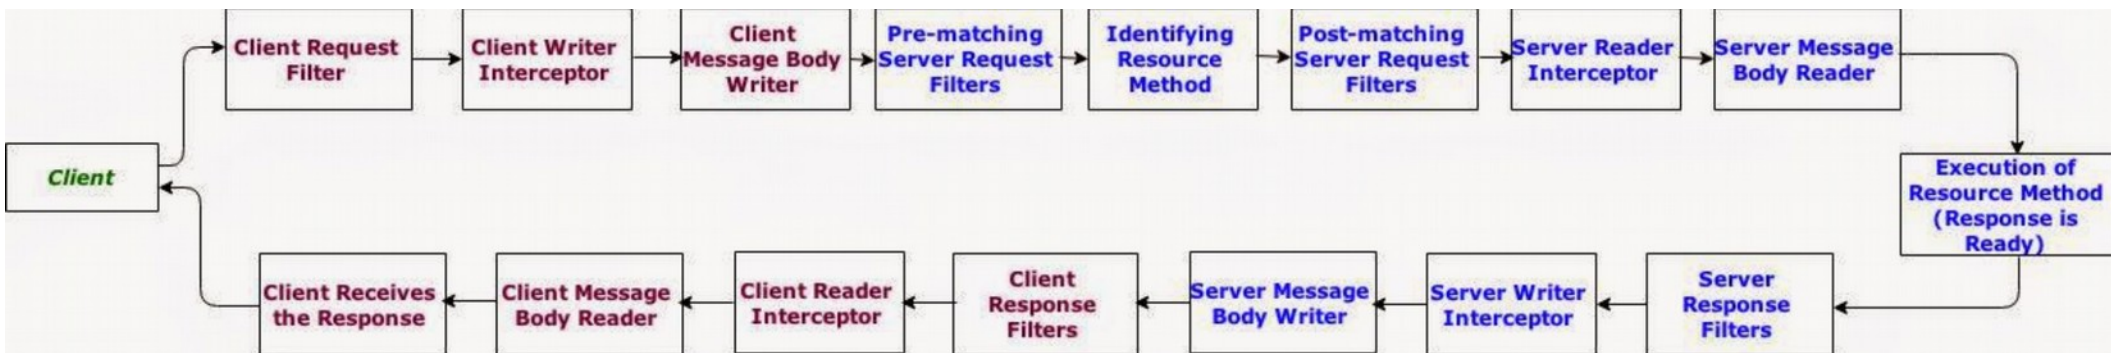 Client Request
Filter
Client Writer
Interceptor
Client
Message Body
Writer
Pre-matching
Server Request
Filters
Identifying
Resource
Method
Post-matching
Server Request
Filters
Server Reader
Interceptor
Server Message
Body Reader
Client
Execution of
Resource Method
(Response is
Ready)
Client Receives
the Response
Client Message
Body Reader
Client Reader
Interceptor
Client
Response
Filters
Server Message
Body Writer
Server Writer
Interceptor
Server
Response
Filters